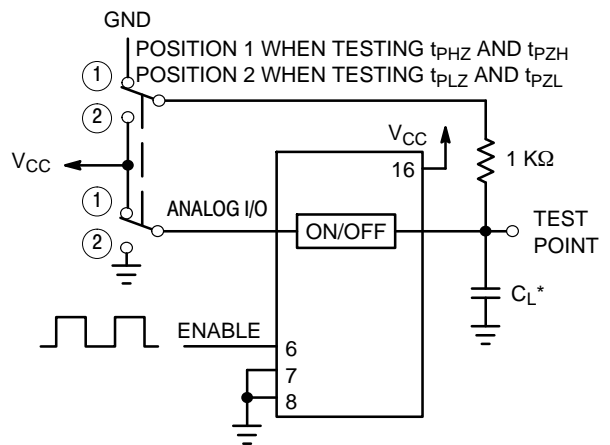 GND
POSITION 1 WHEN TESTING tPHZ AND tPZH
POSITION 2 WHEN TESTING tPLZ AND tPZL
1
2
VCC
1
2
VCC
16
1 KΩ
ANALOG I/O
ON/OFF
TEST
POINT
CL*
ENABLE
6
7
8